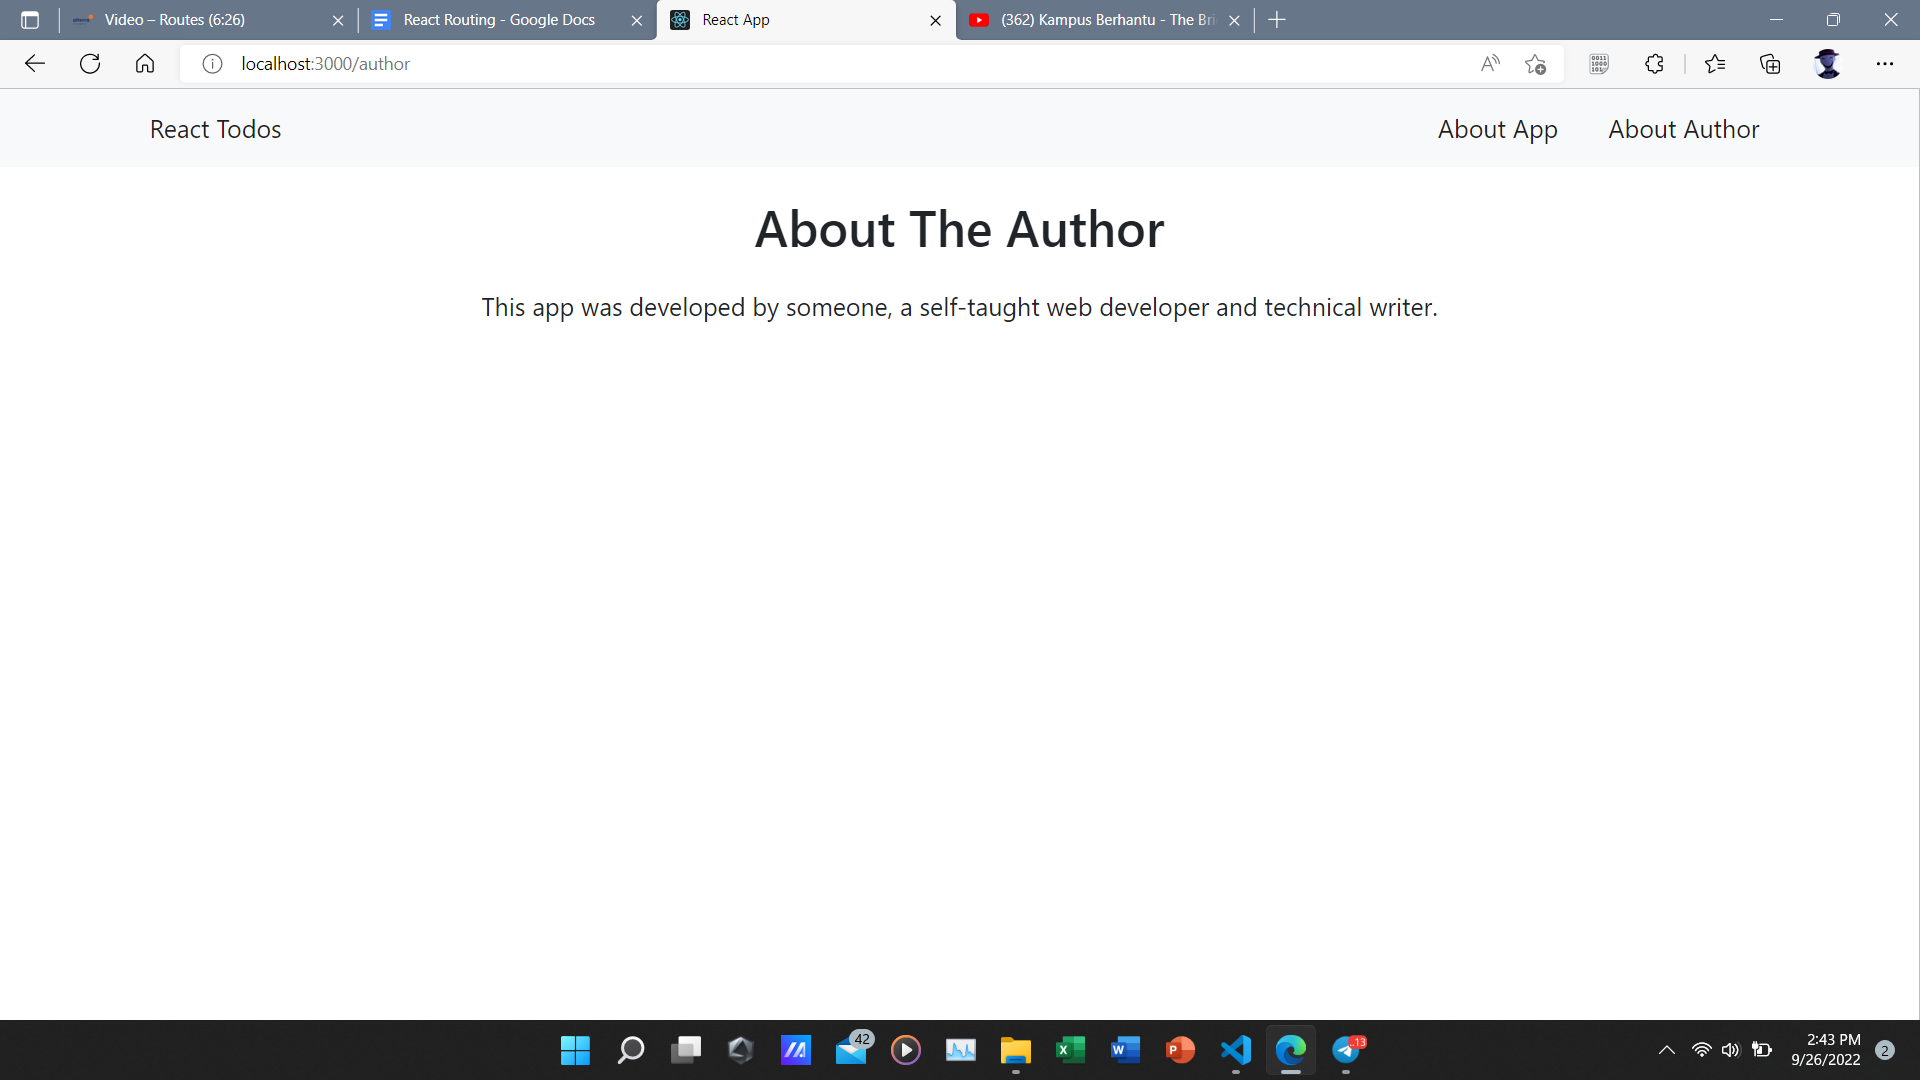 Video – Routes (6:26)
React Routing - Google Docs
React App
(362) Kampus Berhantu - The Bri
localhost:3000/author
React Todos
About App
About Author
About The Author
This app was developed by someone, a self-taught web developer and technical writer.
42
13
2:43 PM
9/26/2022
2